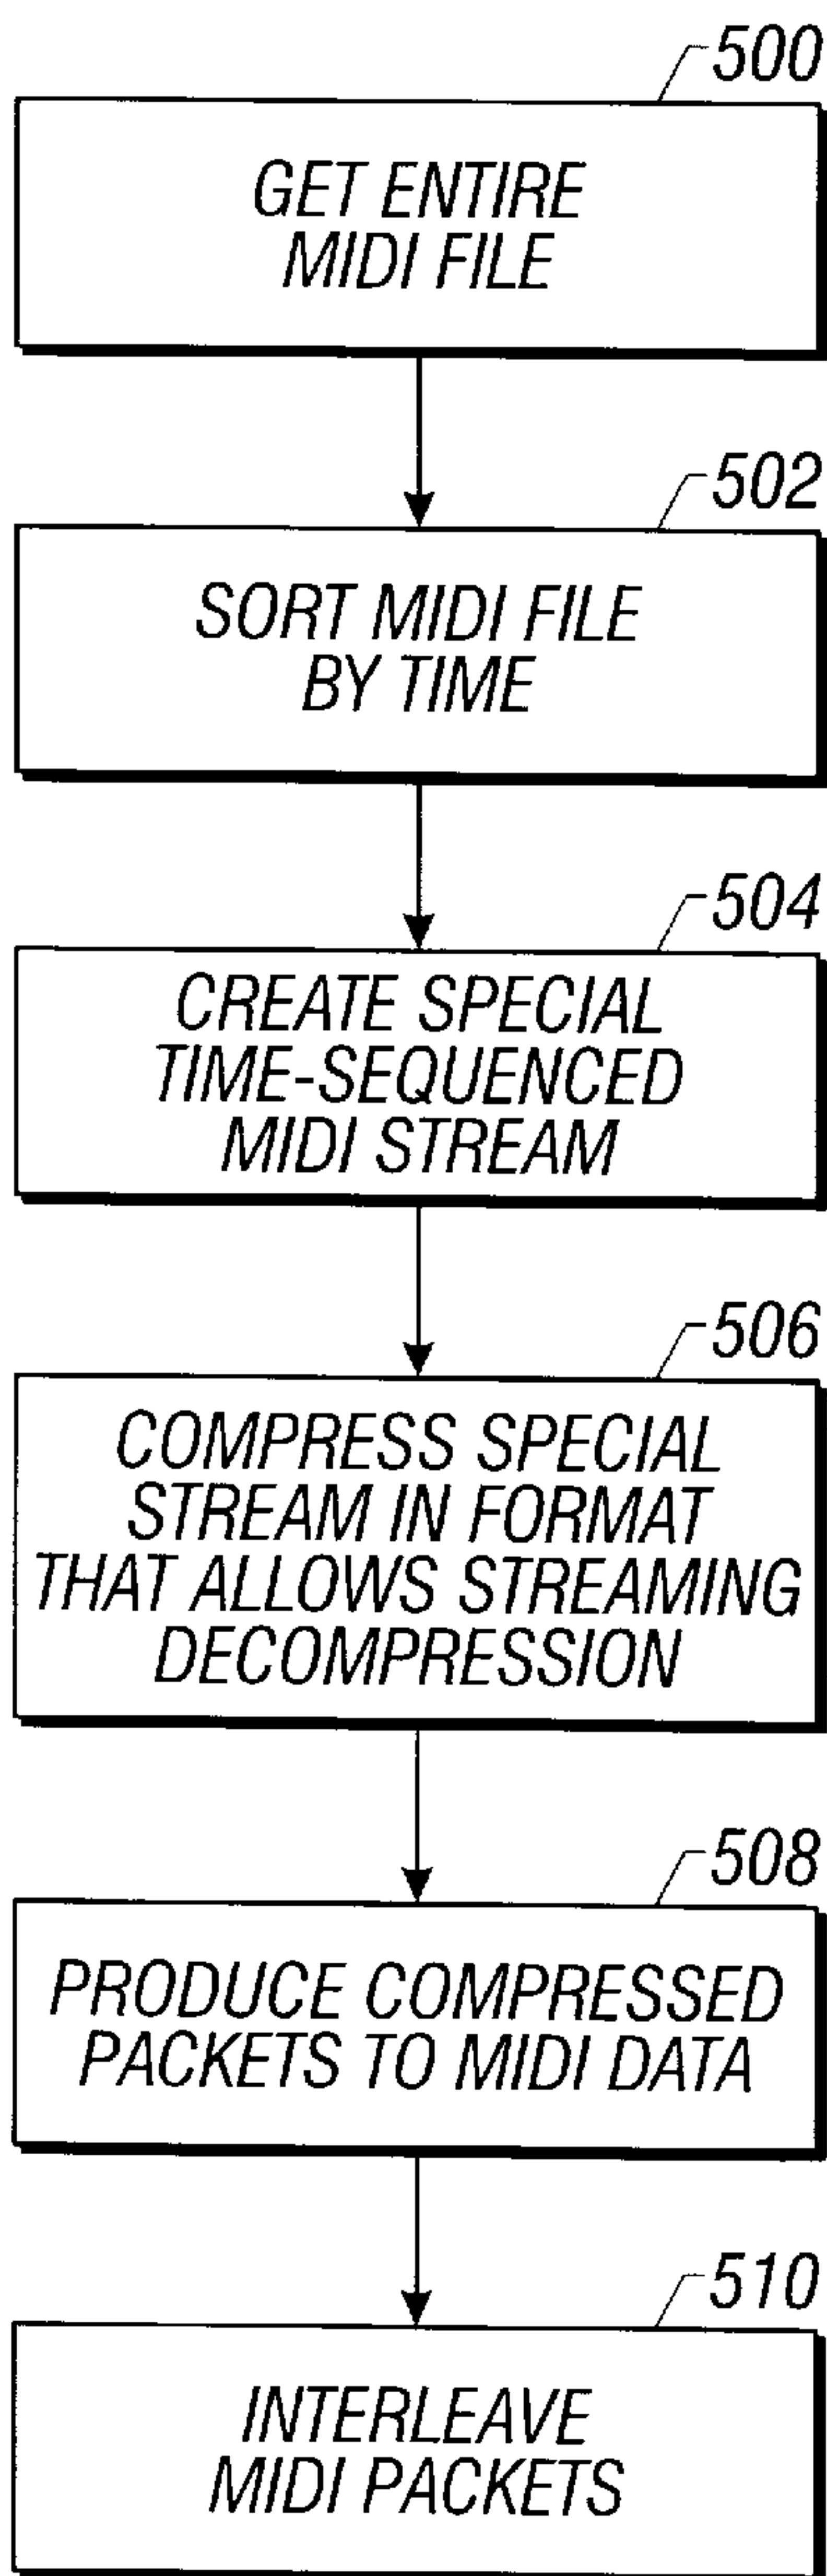 500
GET ENTIRE
MIDI FILE
502
SORT MIDI FILE
BY TIME
504
CREATE SPECIAL
TIME-SEQUENCED
MIDI STREAM
506
COMPRESS SPECIAL
STREAM IN FORMAT
THAT ALLOWS STREAMING
DECOMPRESSION
508
PRODUCE COMPRESSED
PACKETS TO MIDI DATA
510
INTERLEAVE
MIDI PACKETS